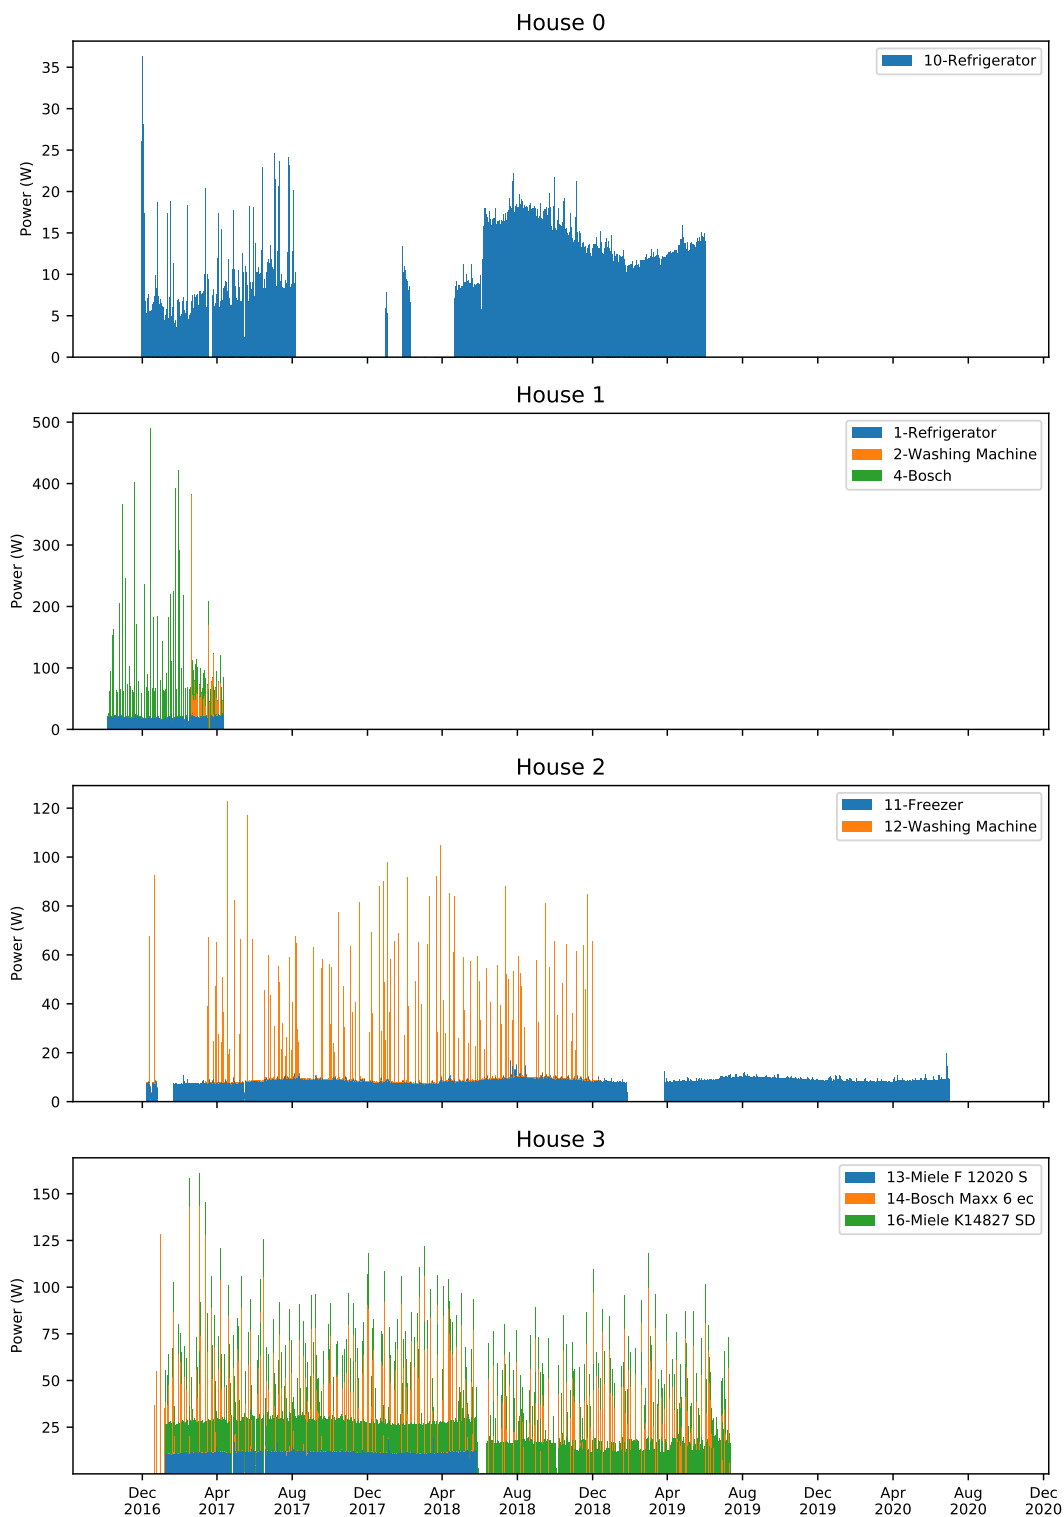 House 0
10-Refrigerator
35
30
25
20
15
10
5
0
Power (W)
House 1
1-Refrigerator
2-Washing Machine
4-Bosch
500
400
300
200
100
0
Power (W)
House 2
11-Freezer
12-Washing Machine
120
100
80
60
40
20
0
Power (W)
House 3
13-Miele F 12020 S
14-Bosch Maxx 6 ec
16-Miele K14827 SD
150
125
100
75
50
25
Power (W)
Dec Apr Aug Dec Apr Aug Dec Apr Aug Dec Apr Aug Dec
2016 2017 2017 2017 2018 2018 2018 2019 2019 2019 2020 2020 2020